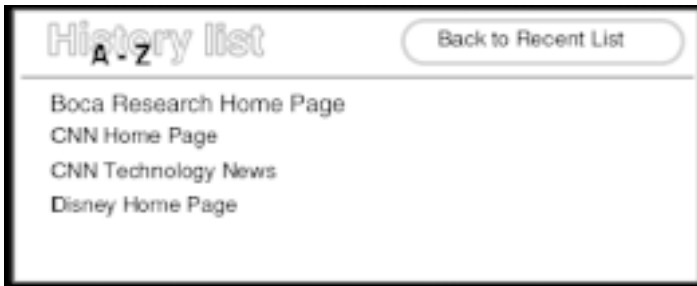 History list
A - Z
Back to Recent List
Boca Research Home Page
CNN Home Page
CNN Technology News
Disney Home Page